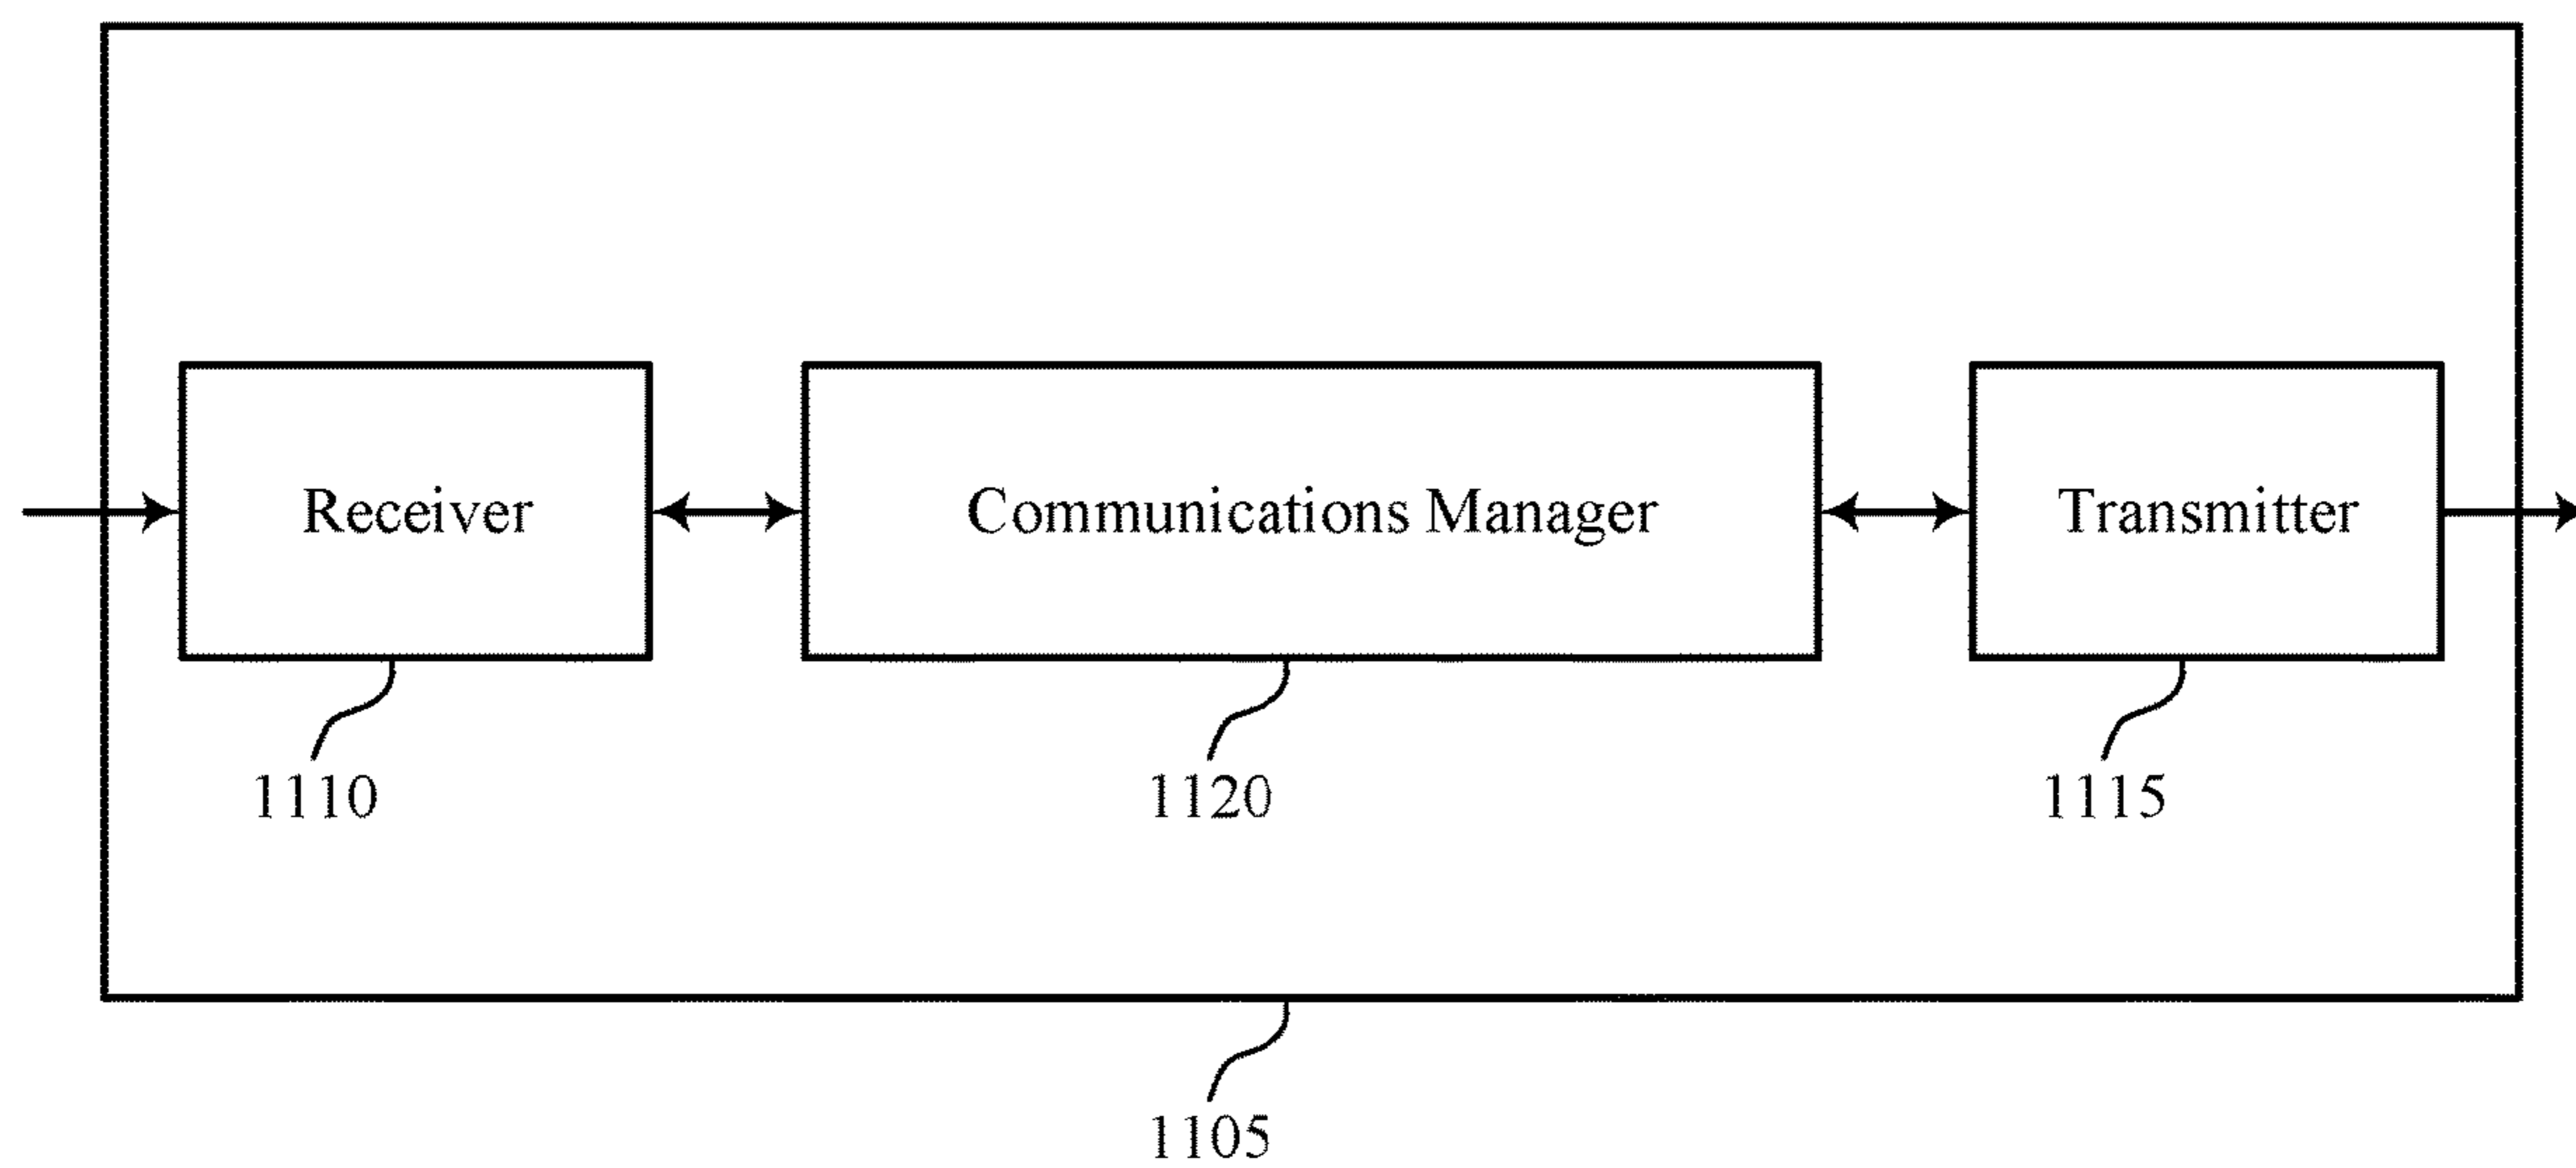 Receiver
Communications Manager
Transmitter
1110
1120
1115
1105